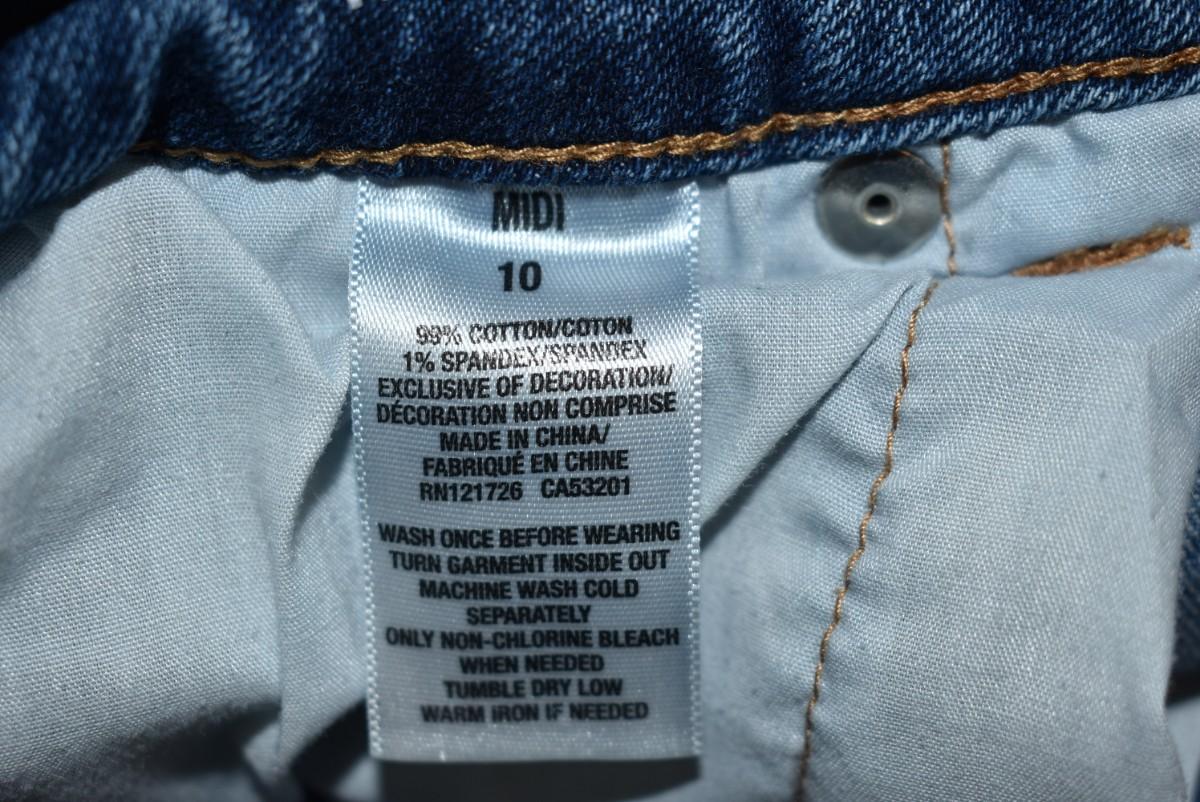 MIDI
10
99% COTTON/COTON
1% SPANDEX/SPANDEX
EXCLUSIVE OF DECORATION/
DÉCORATION NON COMPRISE
MADE IN CHINA/
FABRIQUÉ EN CHINE
RN121726 CA53201
WASH ONCE BEFORE WEARING
TURN GARMENT INSIDE OUT
MACHINE WASH COLD
SEPARATELY
ONLY NON-CHLORINE BLEACH
WHEN NEEDED
TUMBLE DRY LOW
WARM IRON IF NEEDED